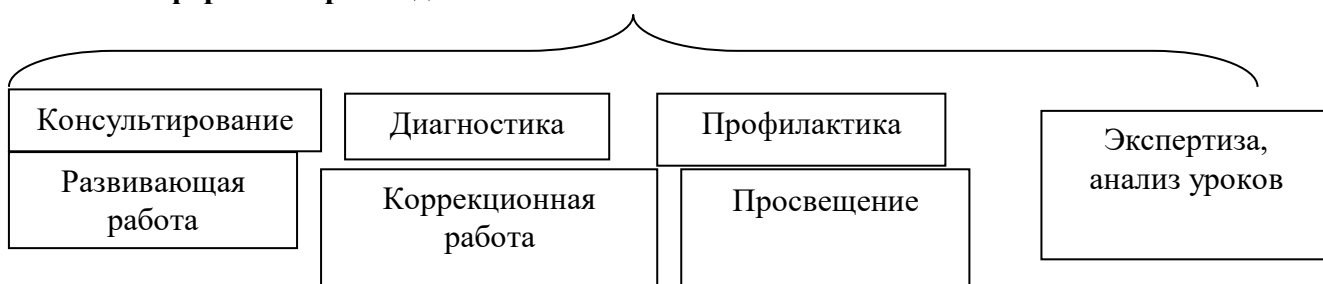 Консультирование
Диагностика
Профилактика
Экспертиза,
анализ уроков
Развивающая
работа
Коррекционная
работа
Просвещение